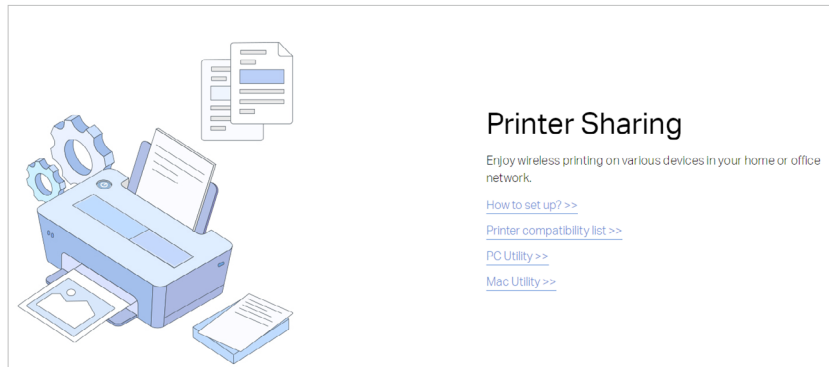 Printer Sharing
Enjoy wireless printing on various devices in your home or office
network.
How to set up? >>
Printer compatibility list >>
PC Utility >>
Mac Utility >>